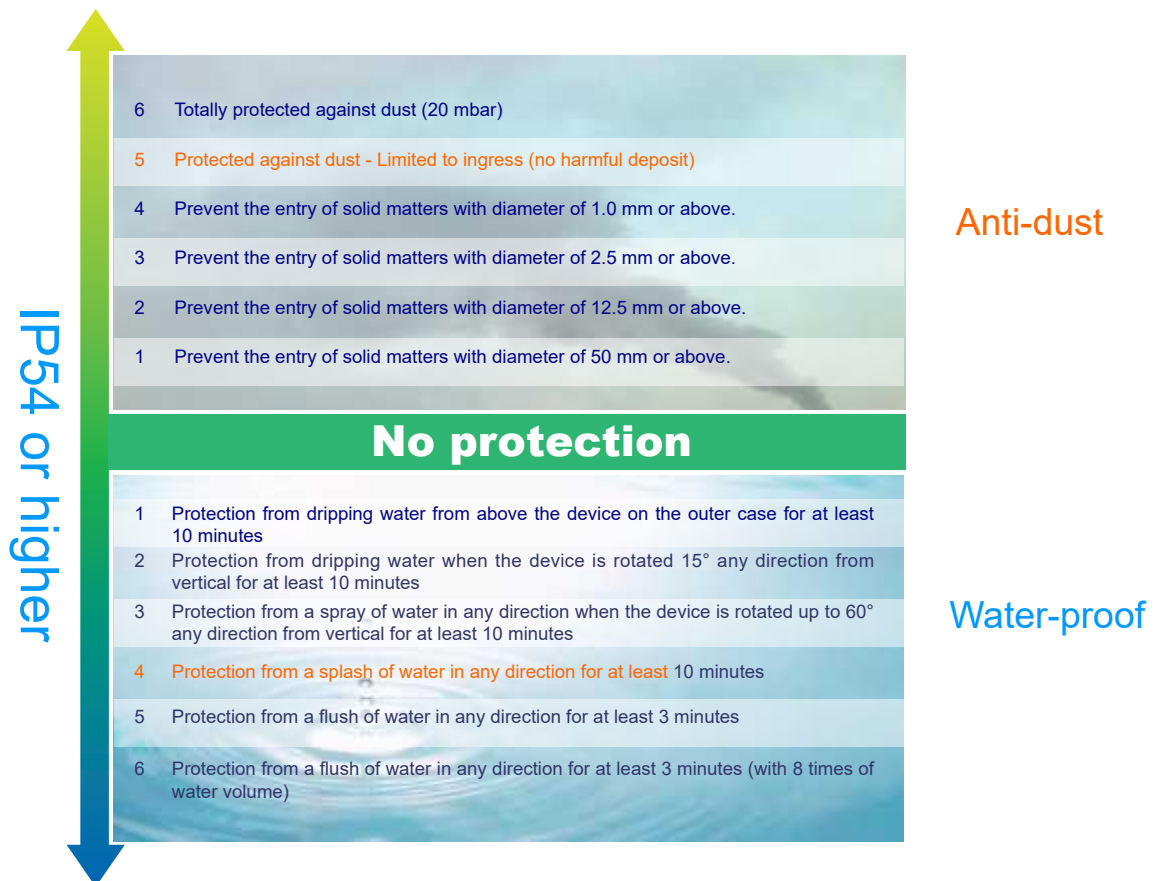 6 Totally protected against dust (20 mbar)
5 Protected against dust - Limited to ingress (no harmful deposit)
4 Prevent the entry of solid matters with diameter of 1.0 mm or above.
3 Prevent the entry of solid matters with diameter of 2.5 mm or above.
2 Prevent the entry of solid matters with diameter of 12.5 mm or above.
1 Prevent the entry of solid matters with diameter of 50 mm or above.
Anti-dust
IP54 or higher
No protection
1 Protection from dripping water from above the device on the outer case for at least
10 minutes
2 Protection from dripping water when the device is rotated 15° any direction from
vertical for at least 10 minutes
3 Protection from a spray of water in any direction when the device is rotated up to 60°
any direction from vertical for at least 10 minutes
4 Protection from a splash of water in any direction for at least 10 minutes
5 Protection from a flush of water in any direction for at least 3 minutes
6 Protection from a flush of water in any direction for at least 3 minutes (with 8 times of
water volume)
Water-proof